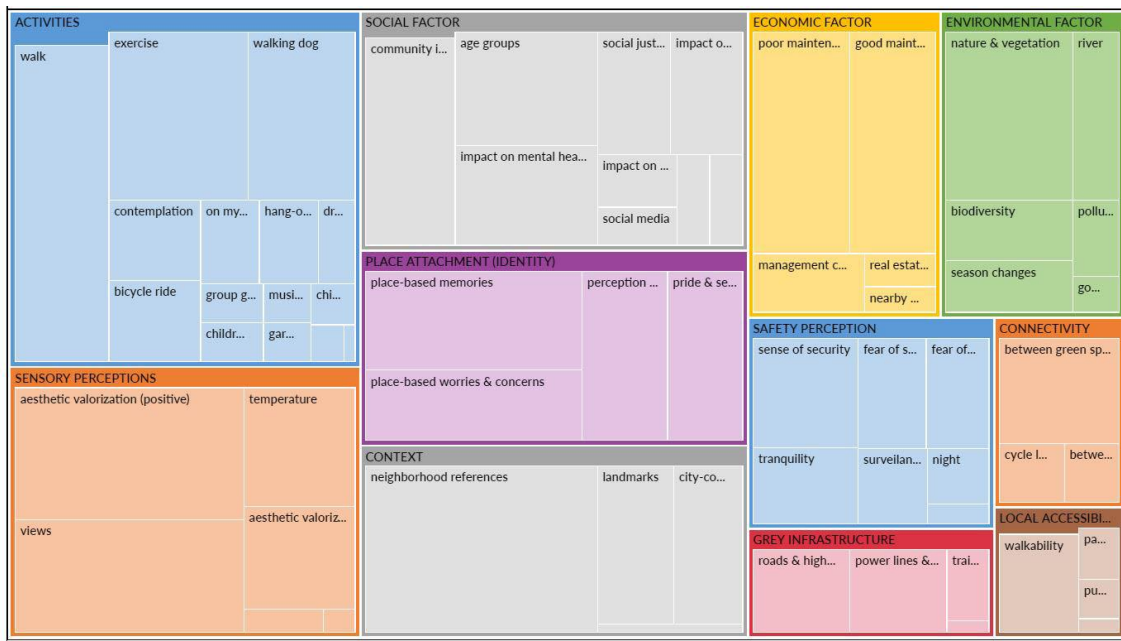 ACTIVITIES
walk
exercise
walking dog
contemplation
on my...
hang-o...
dr...
bicycle ride
group g...
musi...
chi...
childr...
gar...
SENSORY PERCEPTIONS
aesthetic valorization (positive)
temperature
views
aesthetic valoriz...
SOCIAL FACTOR
community i...
age groups
social just...
impact o...
impact on mental hea...
impact on ...
social media
PLACE ATTACHMENT (IDENTITY)
place-based memories
perception ...
pride & se...
place-based worries & concerns
CONTEXT
neighborhood references
landmarks
city-co...
ECONOMIC FACTOR
poor mainten...
good maint...
management c...
real estat...
nearby ...
ENVIRONMENTAL FACTOR
nature & vegetation
river
biodiversity
pollu...
season changes
go...
SAFETY PERCEPTION
sense of security
fear of s...
fear of...
tranquility
surveilan...
night
CONNECTIVITY
between green sp...
cycle l...
betwe...
GREY INFRASTRUCTURE
roads & high...
power lines &...
trai...
LOCAL ACCESSIBI...
walkability
pa...
pu...